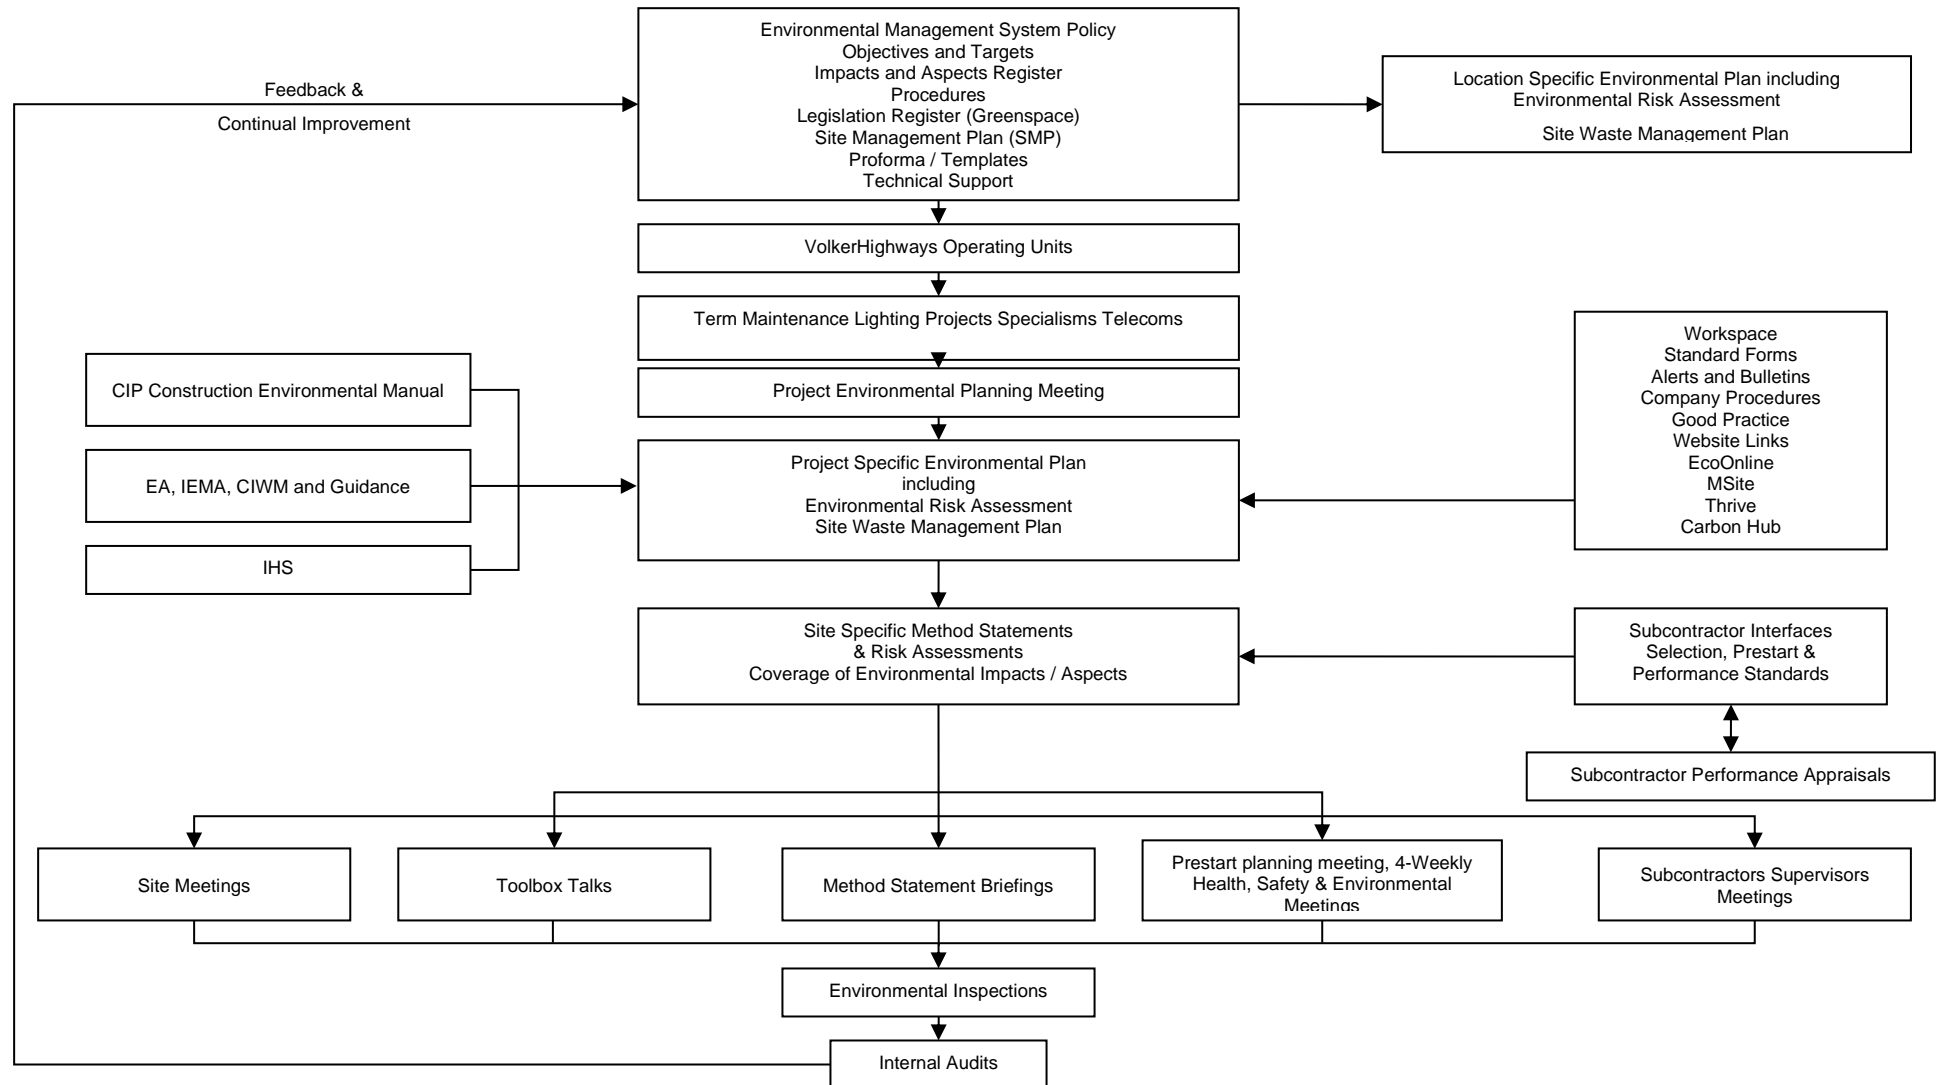 Environmental Management System Policy
Objectives and Targets
Impacts and Aspects Register
Procedures
Legislation Register (Greenspace)
Site Management Plan (SMP)
Proforma / Templates
Technical Support
Feedback &
Continual Improvement
Location Specific Environmental Plan including
Environmental Risk Assessment
Site Waste Management Plan
VolkerHighways Operating Units
Term Maintenance Lighting Projects Specialisms Telecoms
Project Environmental Planning Meeting
CIP Construction Environmental Manual
EA, IEMA, CIWM and Guidance
IHS
Project Specific Environmental Plan
including
Environmental Risk Assessment
Site Waste Management Plan
Workspace
Standard Forms
Alerts and Bulletins
Company Procedures
Good Practice
Website Links
EcoOnline
MSite
Thrive
Carbon Hub
Site Specific Method Statements
& Risk Assessments
Coverage of Environmental Impacts / Aspects
Subcontractor Interfaces
Selection, Prestart &
Performance Standards
Subcontractor Performance Appraisals
Site Meetings
Toolbox Talks
Method Statement Briefings
Prestart planning meeting, 4-Weekly
Health, Safety & Environmental
Meetings
Subcontractors Supervisors
Meetings
Environmental Inspections
Internal Audits